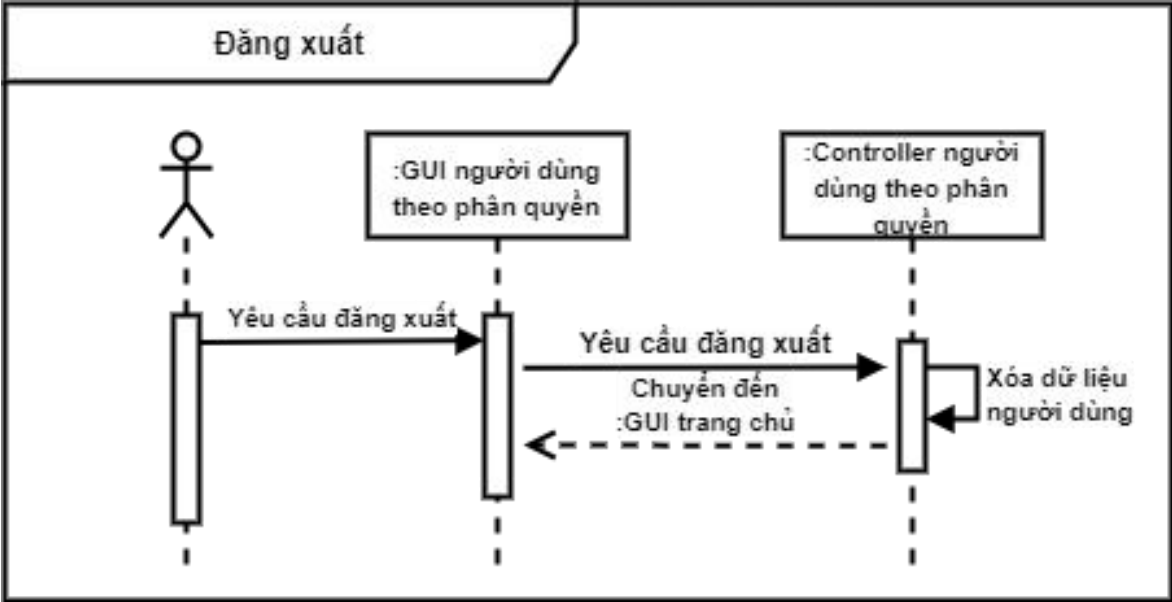 Đăng xuất
:GUI người dùng
theo phân quyền
:Controller người
dùng theo phân
quyền
Yêu cầu đăng xuất
Yêu cầu đăng xuất
Chuyển đến
:GUI trang chủ
Xóa dữ liệu
người dùng